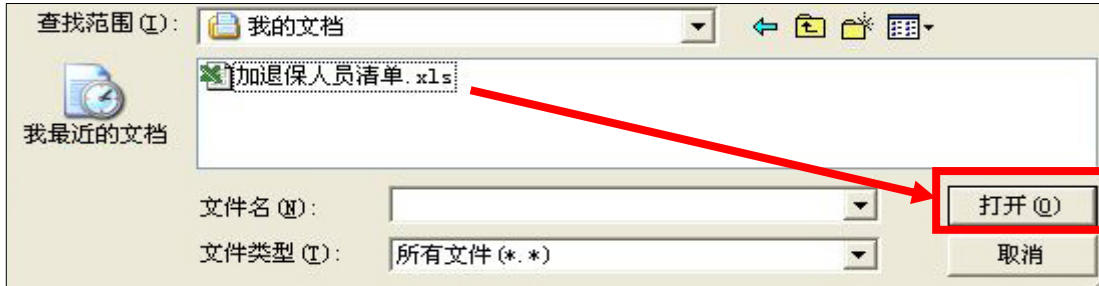 查找范围(I):
我的文档
加退保人员清单.xls
我最近的文档
文件名(N):
打开(O)
文件类型(T):
所有文件(*.*)
取消